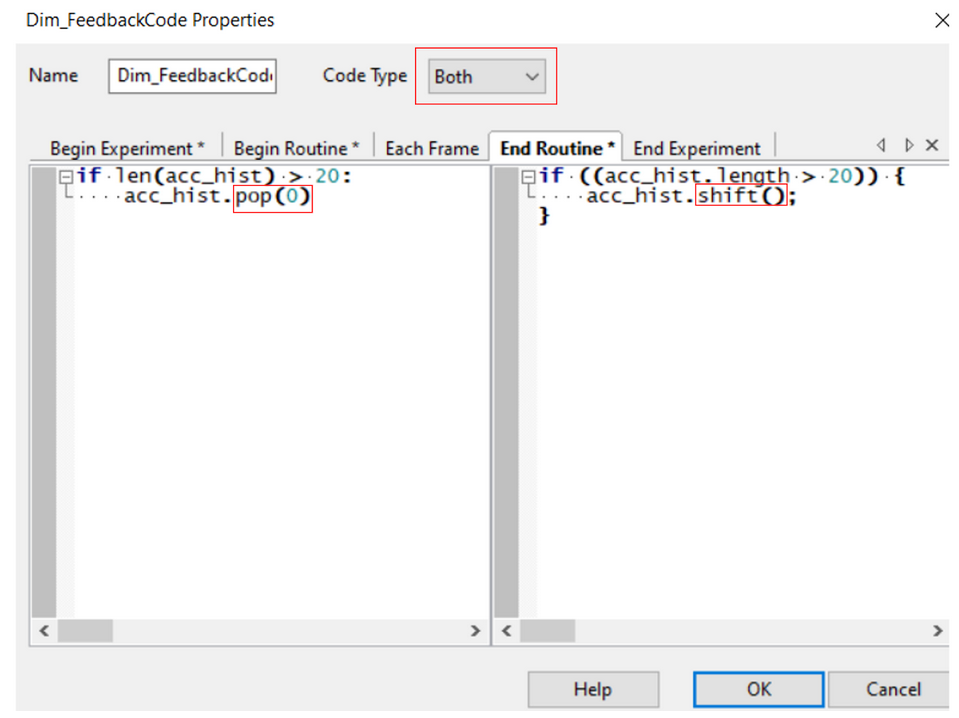 Dim_FeedbackCode Properties
Name Dim_FeedbackCod Code Type Both
Begin Experiment * Begin Routine * Each Frame End Routine * End Experiment
if len(acc_hist) > 20:
acc_hist.pop(0)
if ((acc_hist.length > 20)) {
acc_hist.shift();
}
Help OK Cancel